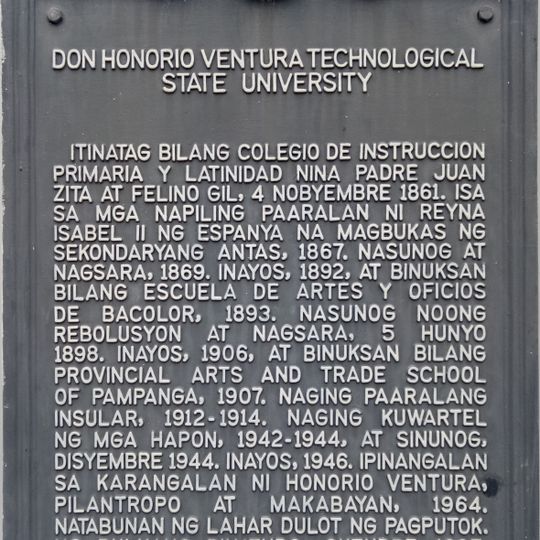 DON HONORIO VENTURA TECHNOLOGICAL
STATE UNIVERSITY
ITINATAG BILANG COLEGIO DE INSTRUCCION
PRIMARIA Y LATINIDAD NINA PADRE JUAN
ZITA AT FELINO GIL, 4 NOBYEMBRE 1861. ISA
SA MGA NAPILING PAARALAN NI REYNA
ISABEL II NG ESPANYA NA MAGBUKAS NG
SEKONDARYANG ANTAS, 1867. NASUNOG AT
NAGSARA, 1869. INAYOS, 1892, AT BINUKSAN
BILANG ESCUELA DE ARTES Y OFICIOS
DE BACOLOR, 1893. NASUNOG NOONG
REBOLUSYON AT NAGSARA, 5 HUNYO
1898. INAYOS, 1906, AT BINUKSAN BILANG
PROVINCIAL ARTS AND TRADE SCHOOL
OF PAMPANGA, 1907. NAGING PAARALANG
INSULAR, 1912-1914. NAGING KUWARTEL
NG MGA HAPON, 1942-1944, AT SINUNOG,
DISYEMBRE 1944. INAYOS, 1946. IPINANGALAN
SA KARANGALAN NI HONORIO VENTURA,
PILANTROPO AT MAKABAYAN, 1964.
NATABUNAN NG LAHAR DULOT NG PAGPUTOK